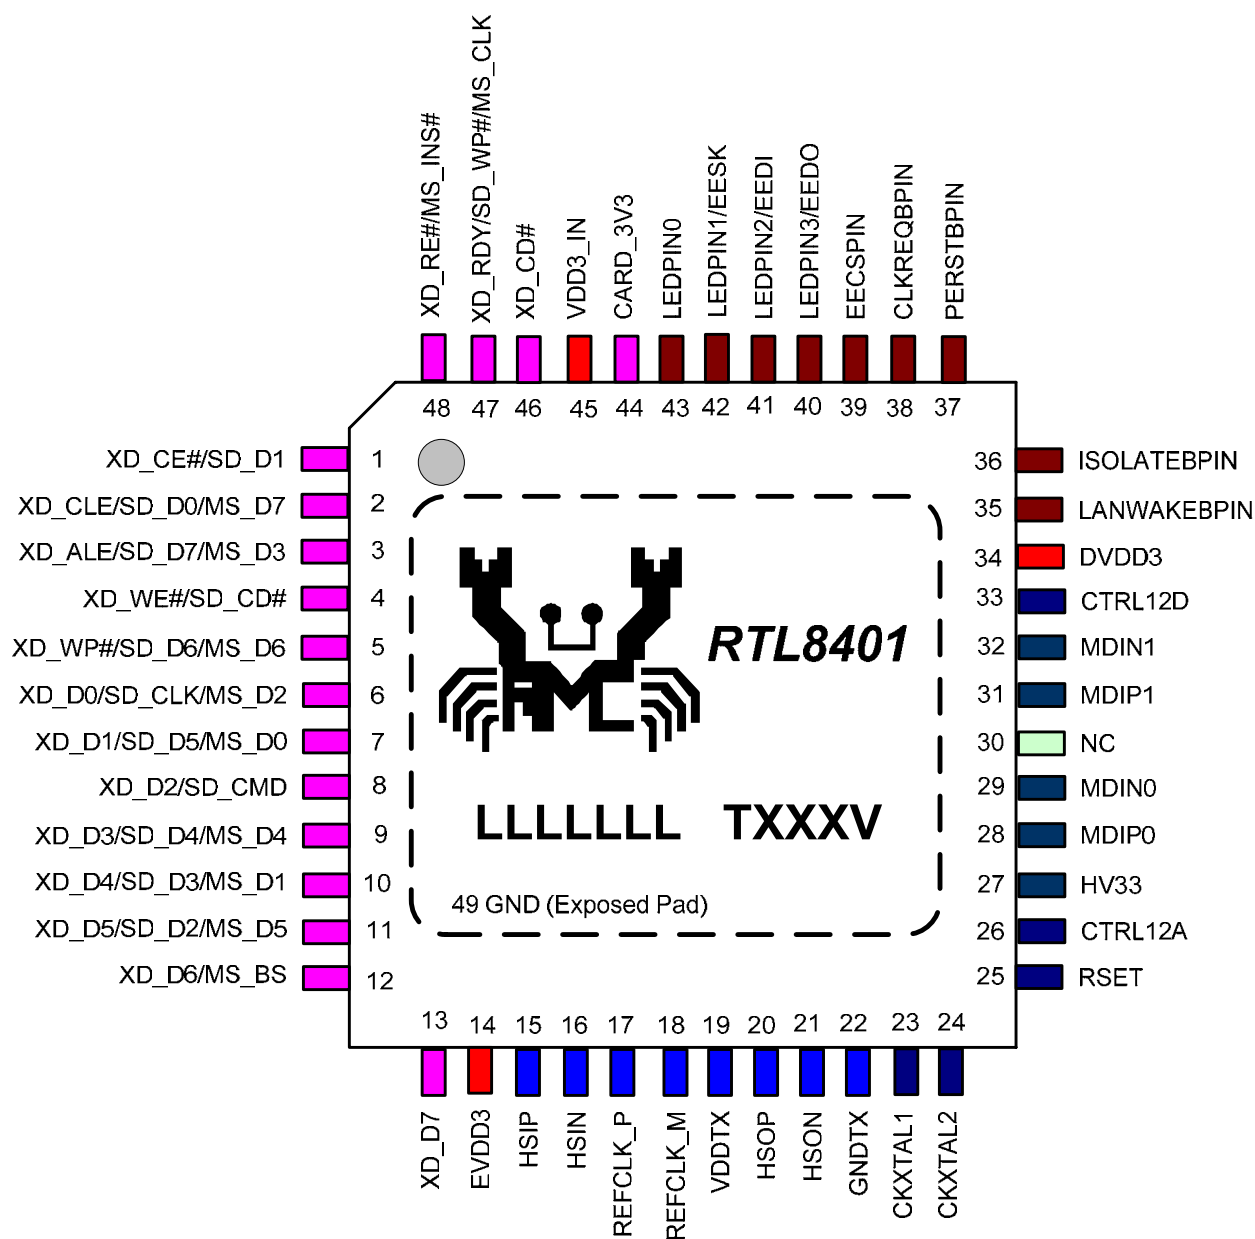 XD_RE#/MS_INS#
XD_RDY/SD_WP#/MS_CLK
XD_CD#
VDD3_IN
CARD_3V3
LEDPIN0
LEDPIN1/EESK
LEDPIN2/EEDI
LEDPIN3/EEDO
EECSPIN
CLKREQBPIN
PERSTBPIN
48 47 46 45 44 43 42 41 40 39 38 37
XD_CE#/SD_D1 1
XD_CLE/SD_D0/MS_D7 2
XD_ALE/SD_D7/MS_D3 3
XD_WE#/SD_CD# 4
XD_WP#/SD_D6/MS_D6 5
XD_D0/SD_CLK/MS_D2 6
XD_D1/SD_D5/MS_D0 7
XD_D2/SD_CMD 8
XD_D3/SD_D4/MS_D4 9
XD_D4/SD_D3/MS_D1 10
XD_D5/SD_D2/MS_D5 11
XD_D6/MS_BS 12
RTL8401
LLLLLLL TXXXV
49 GND (Exposed Pad)
36 ISOLATEBPIN
35 LANWAKEBPIN
34 DVDD3
33 CTRL12D
32 MDIN1
31 MDIP1
30 NC
29 MDIN0
28 MDIP0
27 HV33
26 CTRL12A
25 RSET
13 14 15 16 17 18 19 20 21 22 23 24
XD_D7
EVDD3
HSIP
HSIN
REFCLK_P
REFCLK_M
VDDTX
HSOP
HSON
GNDTX
CKXTAL1
CKXTAL2